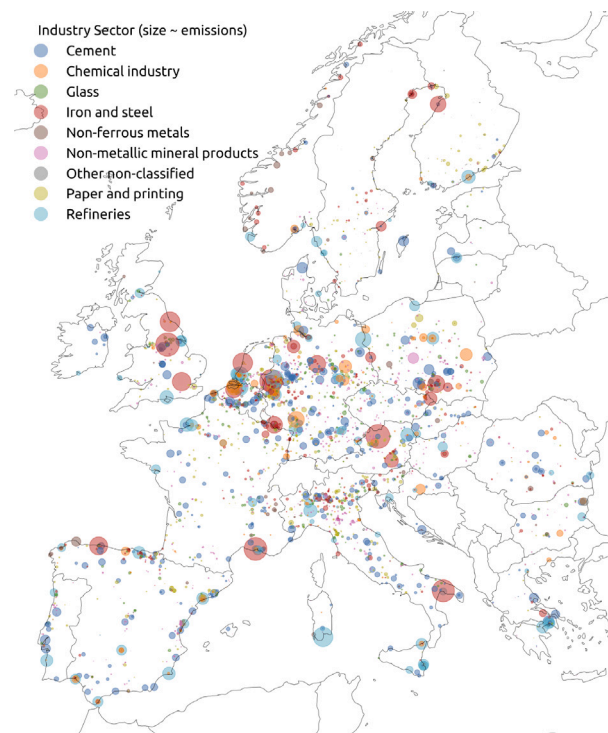 Industry Sector (size ~ emissions)
Cement
Chemical industry
Glass
Iron and steel
Non-ferrous metals
Non-metallic mineral products
Other non-classified
Paper and printing
Refineries